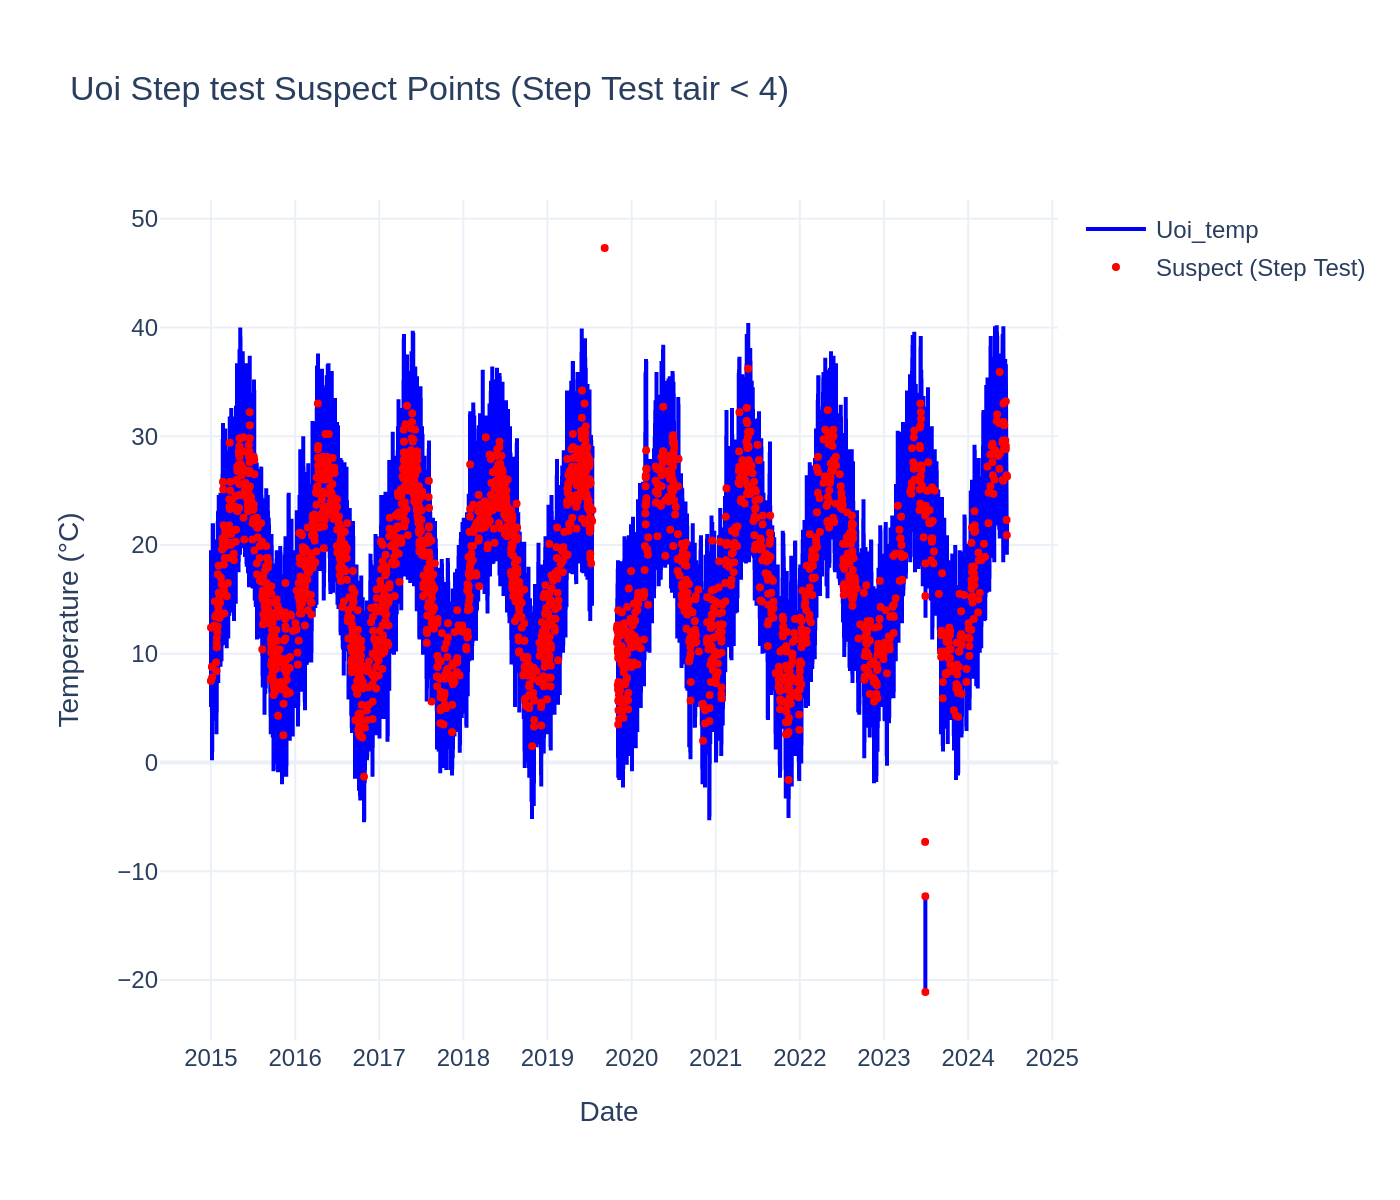 Uoi Step test Suspect Points (Step Test tair < 4)
Uoi_temp
Suspect (Step Test)
Temperature (°C)
50
40
30
20
10
0
−10
−20
2015 2016 2017 2018 2019 2020 2021 2022 2023 2024 2025
Date